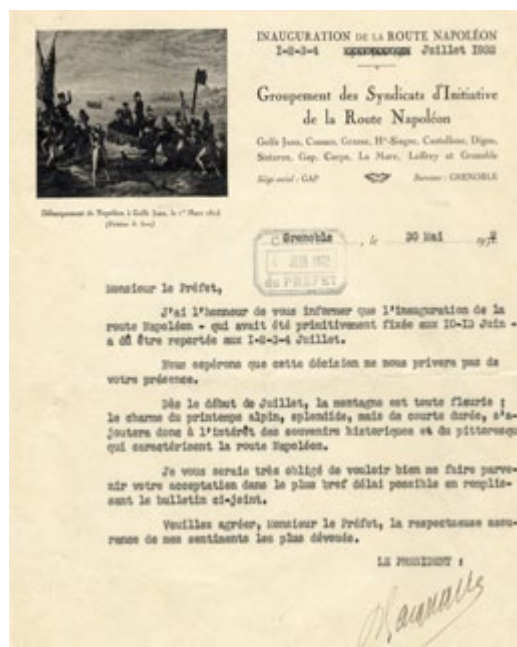 INAUGURATION DE LA ROUTE NAPOLÉON
1-2-3-4 Juillet 1932
Groupement des Syndicats d'Initiative
de la Route Napoléon
Golfe Juan, Cannes, Grasse, Hᵗᵉ-Siagne, Castellane, Digne,
Sisteron, Gap, Corps, La Mure, Laffrey et Grenoble
Siège social : GAP Bureaux : GRENOBLE
Débarquement de Napoléon à Golfe Juan, le 1ᵉʳ Mars 1815
Grenoble, le 30 Mai 1932
JUIN 1932
du PRÉFET
Monsieur le Préfet,
J'ai l'honneur de vous informer que l'inauguration de la
route Napoléon - qui avait été primitivement fixée aux 10-13 Juin -
a dû être reportée aux 1-2-3-4 Juillet.
Nous espérons que cette décision ne nous privera pas de
votre présence.
Dès le début de Juillet, la montagne est toute fleurie ;
le charme du printemps alpin, splendide, mais de courte durée, s'a-
joutera donc à l'intérêt des souvenirs historiques et du pittoresque
qui caractérisent la route Napoléon.
Je vous serais très obligé de vouloir bien me faire parve-
nir votre acceptation dans le plus bref délai possible en remplis-
sant le bulletin ci-joint.
Veuillez agréer, Monsieur le Préfet, la respectueuse assu-
rance de mes sentiments les plus dévoués.
LE PRESIDENT :